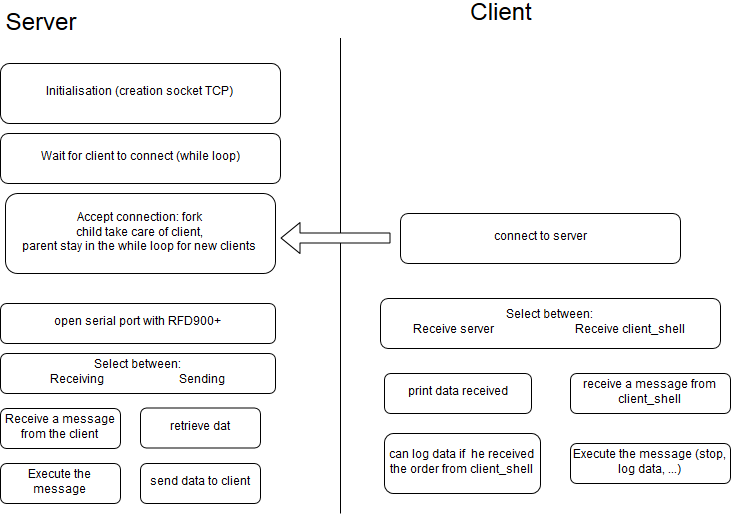 Server
Client
Initialisation (creation socket TCP)
Wait for client to connect (while loop)
Accept connection: fork
child take care of client,
parent stay in the while loop for new clients
connect to server
open serial port with RFD900+
Select between:
Receiving Sending
Receive a message
from the client
retrieve dat
Execute the
message
send data to client
Select between:
Receive server Receive client_shell
print data received
receive a message from
client_shell
can log data if he received
the order from client_shell
Execute the message (stop,
log data, ...)